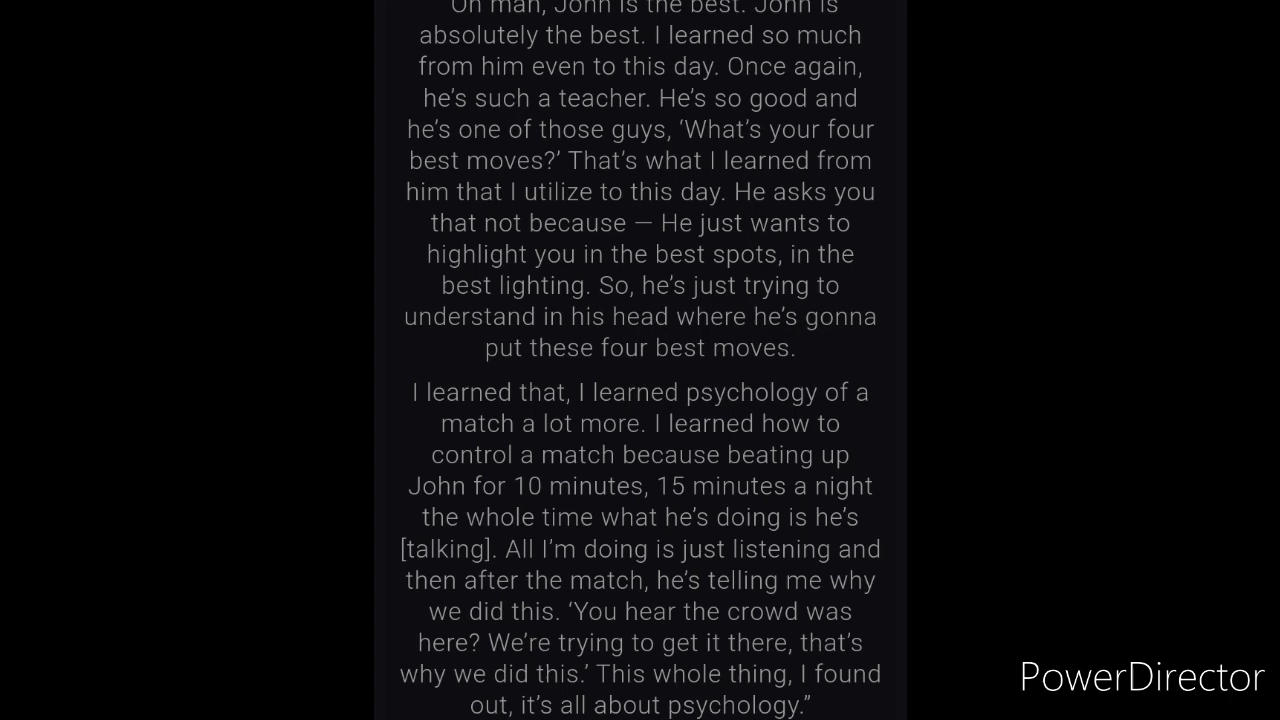 Oh man, John is the best. John is
absolutely the best. I learned so much
from him even to this day. Once again,
he’s such a teacher. He’s so good and
he’s one of those guys, ‘What’s your four
best moves?’ That’s what I learned from
him that I utilize to this day. He asks you
that not because — He just wants to
highlight you in the best spots, in the
best lighting. So, he’s just trying to
understand in his head where he’s gonna
put these four best moves.
I learned that, I learned psychology of a
match a lot more. I learned how to
control a match because beating up
John for 10 minutes, 15 minutes a night
the whole time what he’s doing is he’s
[talking]. All I’m doing is just listening and
then after the match, he’s telling me why
we did this. ‘You hear the crowd was
here? We’re trying to get it there, that’s
why we did this.’ This whole thing, I found
out, it’s all about psychology.”
PowerDirector